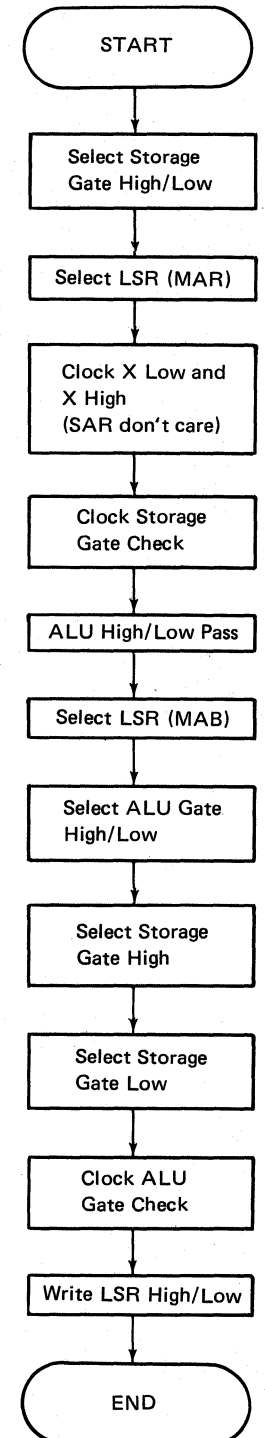 START
Select Storage
Gate High/Low
Select LSR (MAR)
Clock X Low and
X High
(SAR don't care)
Clock Storage
Gate Check
ALU High/Low Pass
Select LSR (MAB)
Select ALU Gate
High/Low
Select Storage
Gate High
Select Storage
Gate Low
Clock ALU
Gate Check
Write LSR High/Low
END